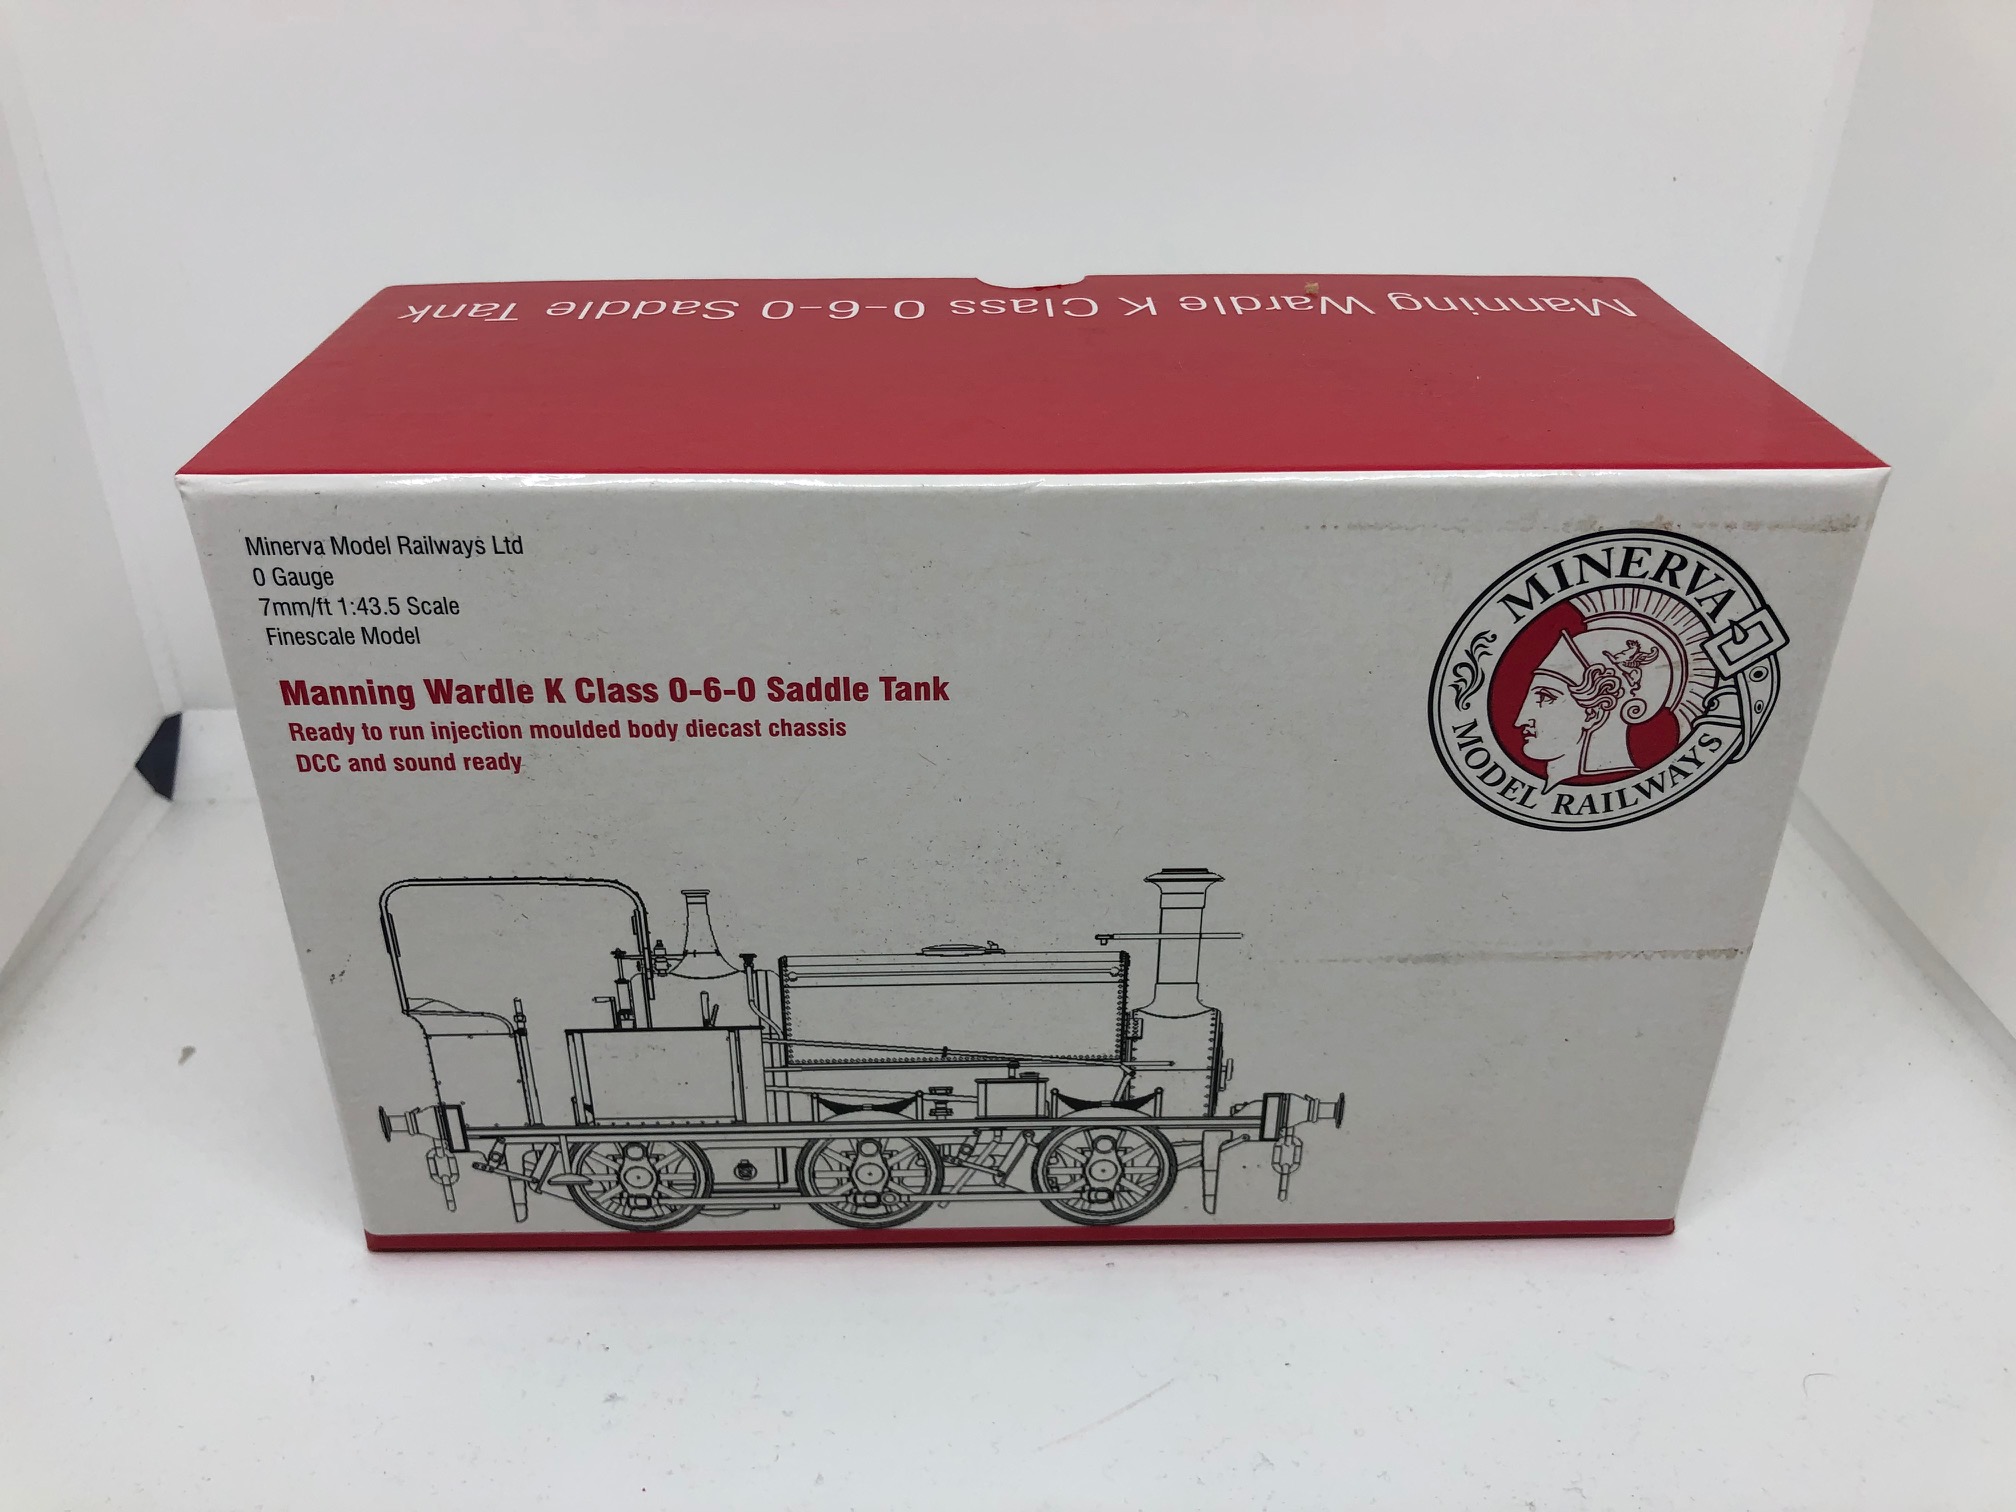 Manning Wardle K Class 0-6-0 Saddle Tank
Minerva Model Railways Ltd
0 Gauge
7mm/ft 1:43.5 Scale
Finescale Model
Manning Wardle K Class 0-6-0 Saddle Tank
Ready to run injection moulded body diecast chassis
DCC and sound ready
MINERVA
MODEL RAILWAYS